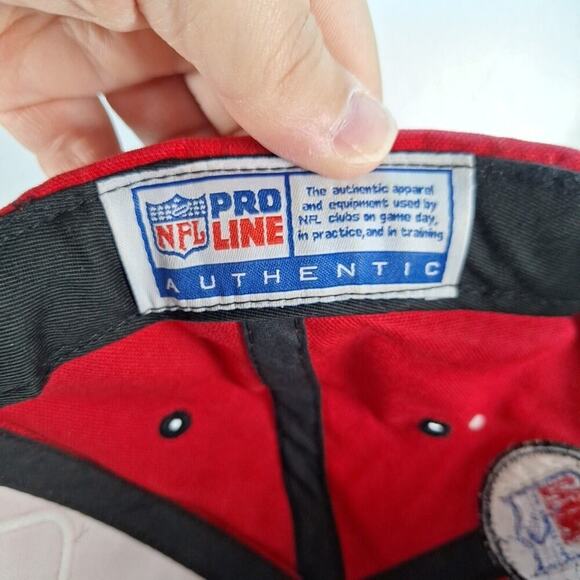 NFL
PRO
LINE
The authentic apparel
and equipment used by
NFL clubs on game day,
in practice, and in training
AUTHENTIC